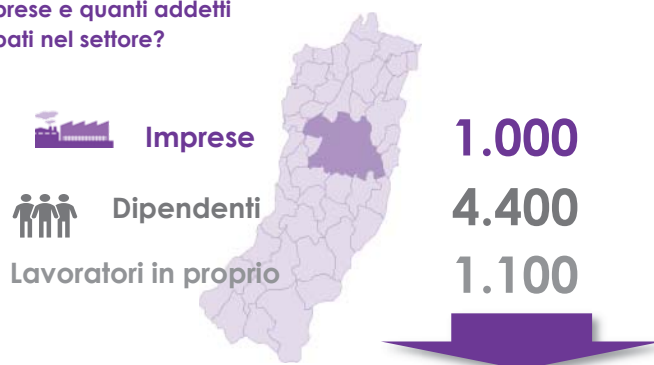 prese e quanti addetti
pati nel settore?
Imprese 1.000
Dipendenti 4.400
Lavoratori in proprio 1.100